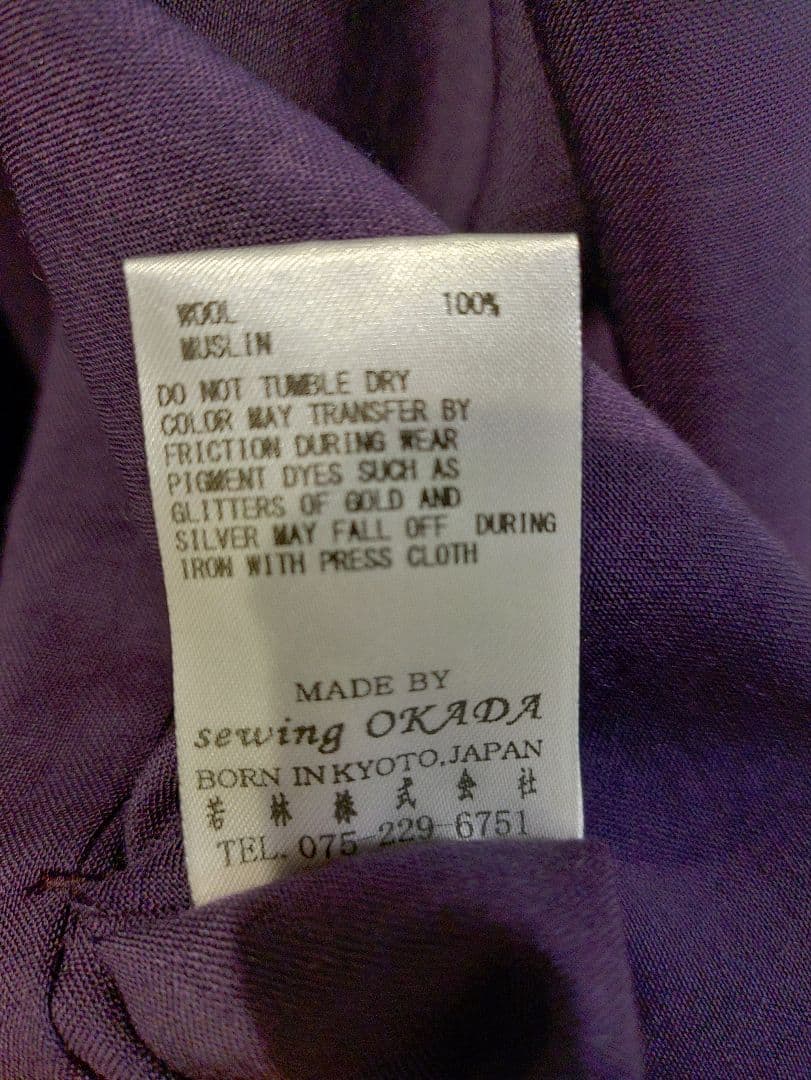 WOOL 100%
MUSLIN
DO NOT TUMBLE DRY
COLOR MAY TRANSFER BY
FRICTION DURING WEAR
PIGMENT DYES SUCH AS
GLITTERS OF GOLD AND
SILVER MAY FALL OFF DURING
IRON WITH PRESS CLOTH
MADE BY
sewing OKADA
BORN IN KYOTO,JAPAN
若林株式会社
TEL. 075-229-6751